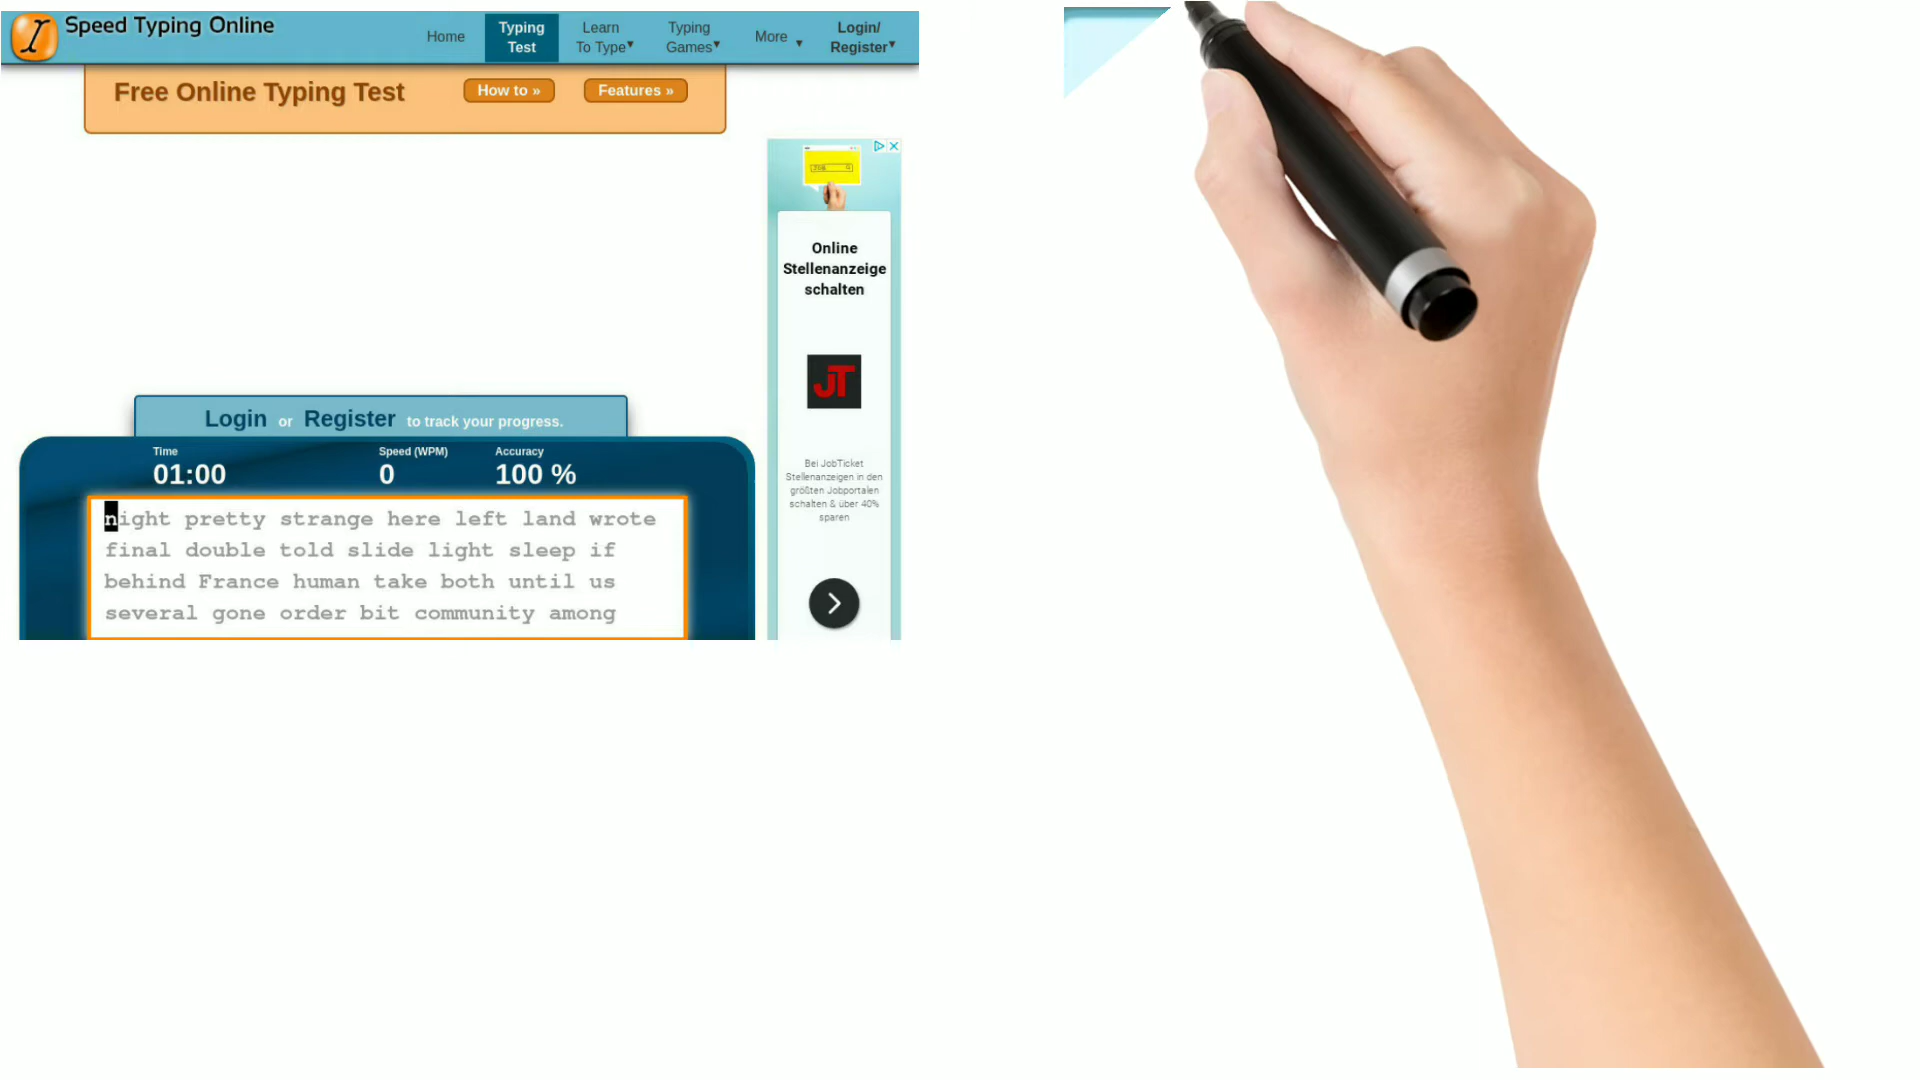 Speed Typing Online
Home
Typing
Test
Learn
To Type
Typing
Games
More
Login/
Register
Free Online Typing Test
How to »
Features »
Online
Stellenanzeige
schalten
JT
Bei JobTicket
Stellenanzeigen in den
größten Jobportalen
schalten & über 40%
sparen
Login or Register to track your progress.
Time
01:00
Speed (WPM)
0
Accuracy
100 %
night pretty strange here left land wrote
final double told slide light sleep if
behind France human take both until us
several gone order bit community among